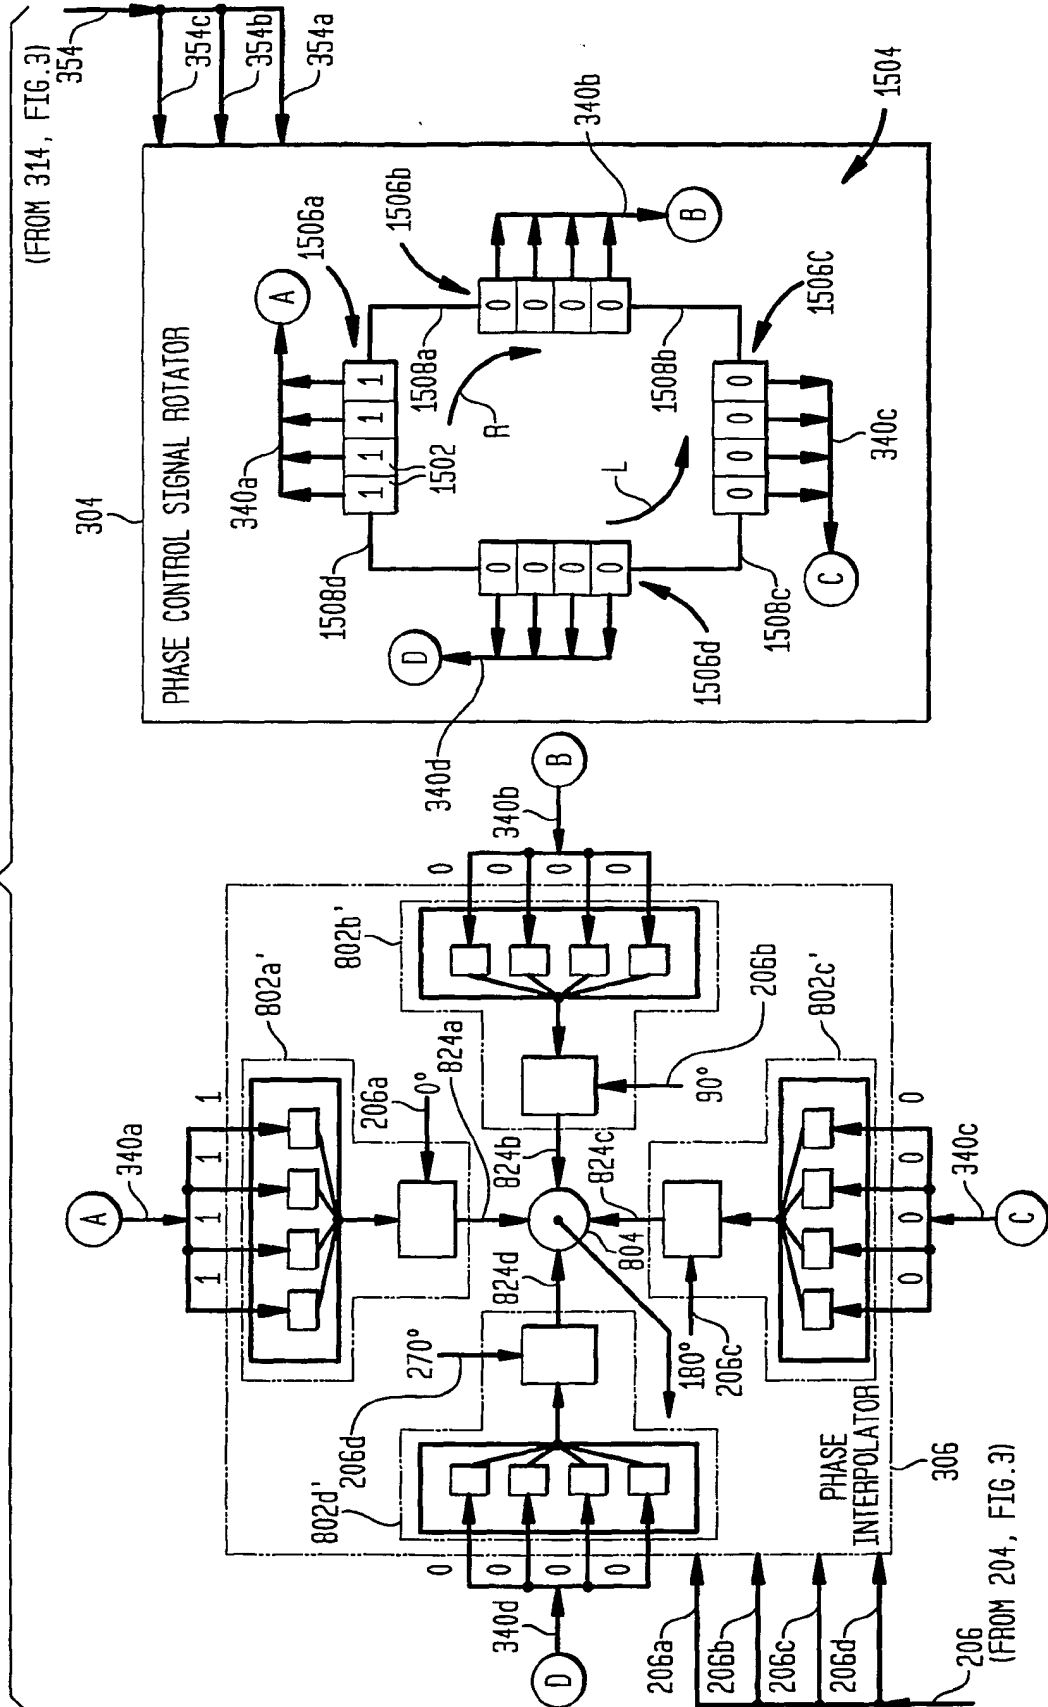 (FROM 314, FIG.3)
354
354c
354b
354a
304
PHASE CONTROL SIGNAL ROTATOR
340a
A
1506a
1506b
340b
B
1 1 1 1
1502
1508a
R
0 0 0 0
1508d
D
340d
0 0 0 0
1506d
L
1508b
1508c
0 0 0 0
1506C
340c
C
1504
A
340a
1 1 1 1
802a'
206a
0°
824a
B
340b
0 0 0 0
802b'
824b
90°
206b
804
824c
824d
D
340d
0 0 0 0
802d'
206d
270°
180°
206c
802c'
0 0 0 0
340c
C
PHASE
INTERPOLATOR
306
206a
206b
206c
206d
206
(FROM 204, FIG.3)